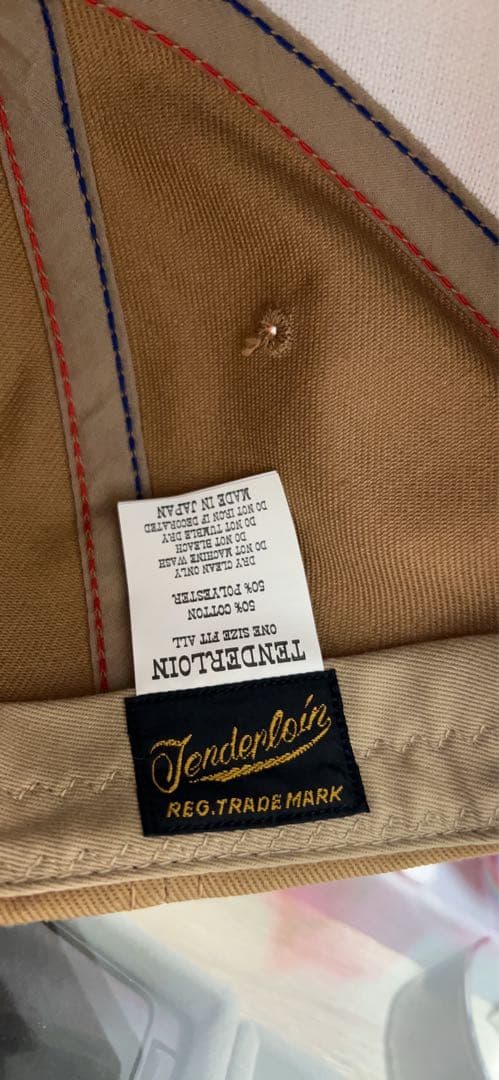 TENDERLOIN
ONE SIZE FIT ALL
50% COTTON
50% POLYESTER
DRY CLEAN ONLY
DO NOT MACHINE WASH
DO NOT BLEACH
DO NOT TUMBLE DRY
DO NOT IRON IF DECORATED
MADE IN JAPAN
Tenderloin
REG.TRADE MARK